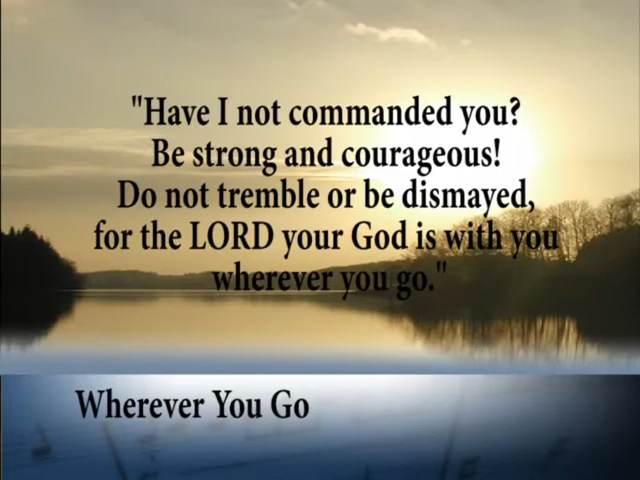 "Have I not commanded you?
Be strong and courageous!
Do not tremble or be dismayed,
for the LORD your God is with you
wherever you go."
Wherever You Go